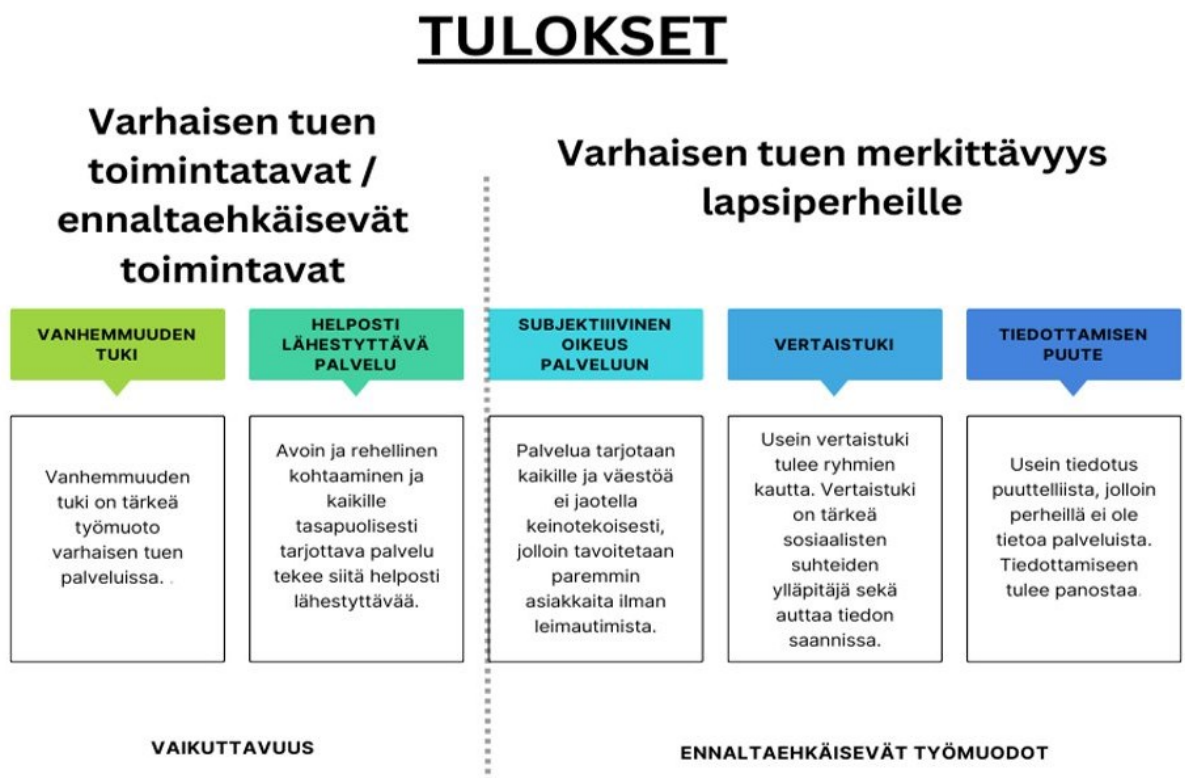 TULOKSET
Varhaisen tuen
toimintatavat /
ennaltaehkäisevät
toimintavat
Varhaisen tuen merkittävyys
lapsiperheille
VANHEMMUUDEN
TUKI
HELPOSTI
LÄHESTYTTÄVÄ
PALVELU
SUBJEKTIIIVINEN
OIKEUS
PALVELUUN
VERTAISTUKI
TIEDOTTAMISEN
PUUTE
Vanhemmuuden
tuki on tärkeä
työmuoto
varhaisen tuen
palveluissa. .
Avoin ja rehellinen
kohtaaminen ja
kaikille
tasapuolisesti
tarjottava palvelu
tekee siitä helposti
lähestyttävää.
Palvelua tarjotaan
kaikille ja väestöä
ei jaotella
keinotekoisesti,
jolloin tavoitetaan
paremmin
asiakkaita ilman
leimautimista.
Usein vertaistuki
tulee ryhmien
kautta. Vertaistuki
on tärkeä
sosiaalisten
suhteiden
ylläpitäjä sekä
auttaa tiedon
saannissa.
Usein tiedotus
puuttelliista, jolloin
perheillä ei ole
tietoa palveluista.
Tiedottamiseen
tulee panostaa.
VAIKUTTAVUUS
ENNALTAEHKÄISEVÄT TYÖMUODOT